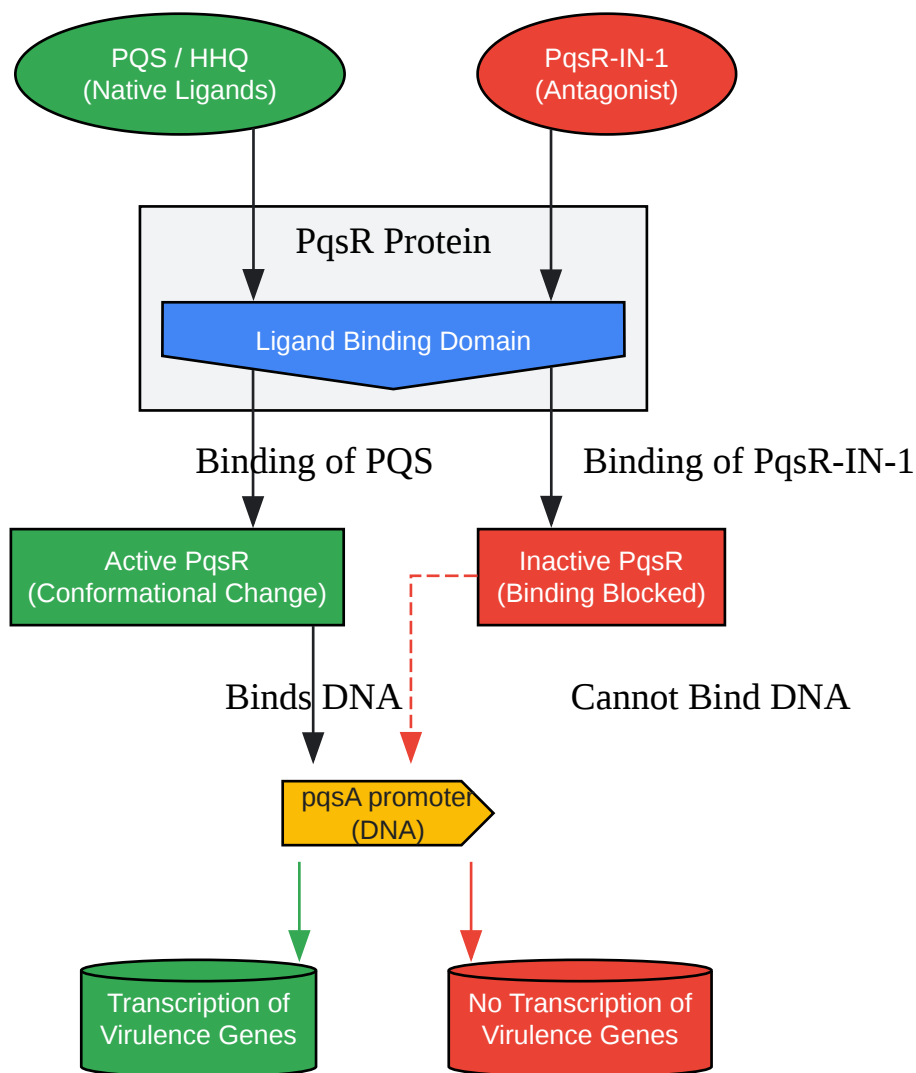 PQS / HHQ
(Native Ligands)
PqsR-IN-1
(Antagonist)
PqsR Protein
Ligand Binding Domain
Binding of PQS
Binding of PqsR-IN-1
Active PqsR
(Conformational Change)
Inactive PqsR
(Binding Blocked)
Binds DNA
Cannot Bind DNA
pqsA promoter
(DNA)
Transcription of
Virulence Genes
No Transcription of
Virulence Genes